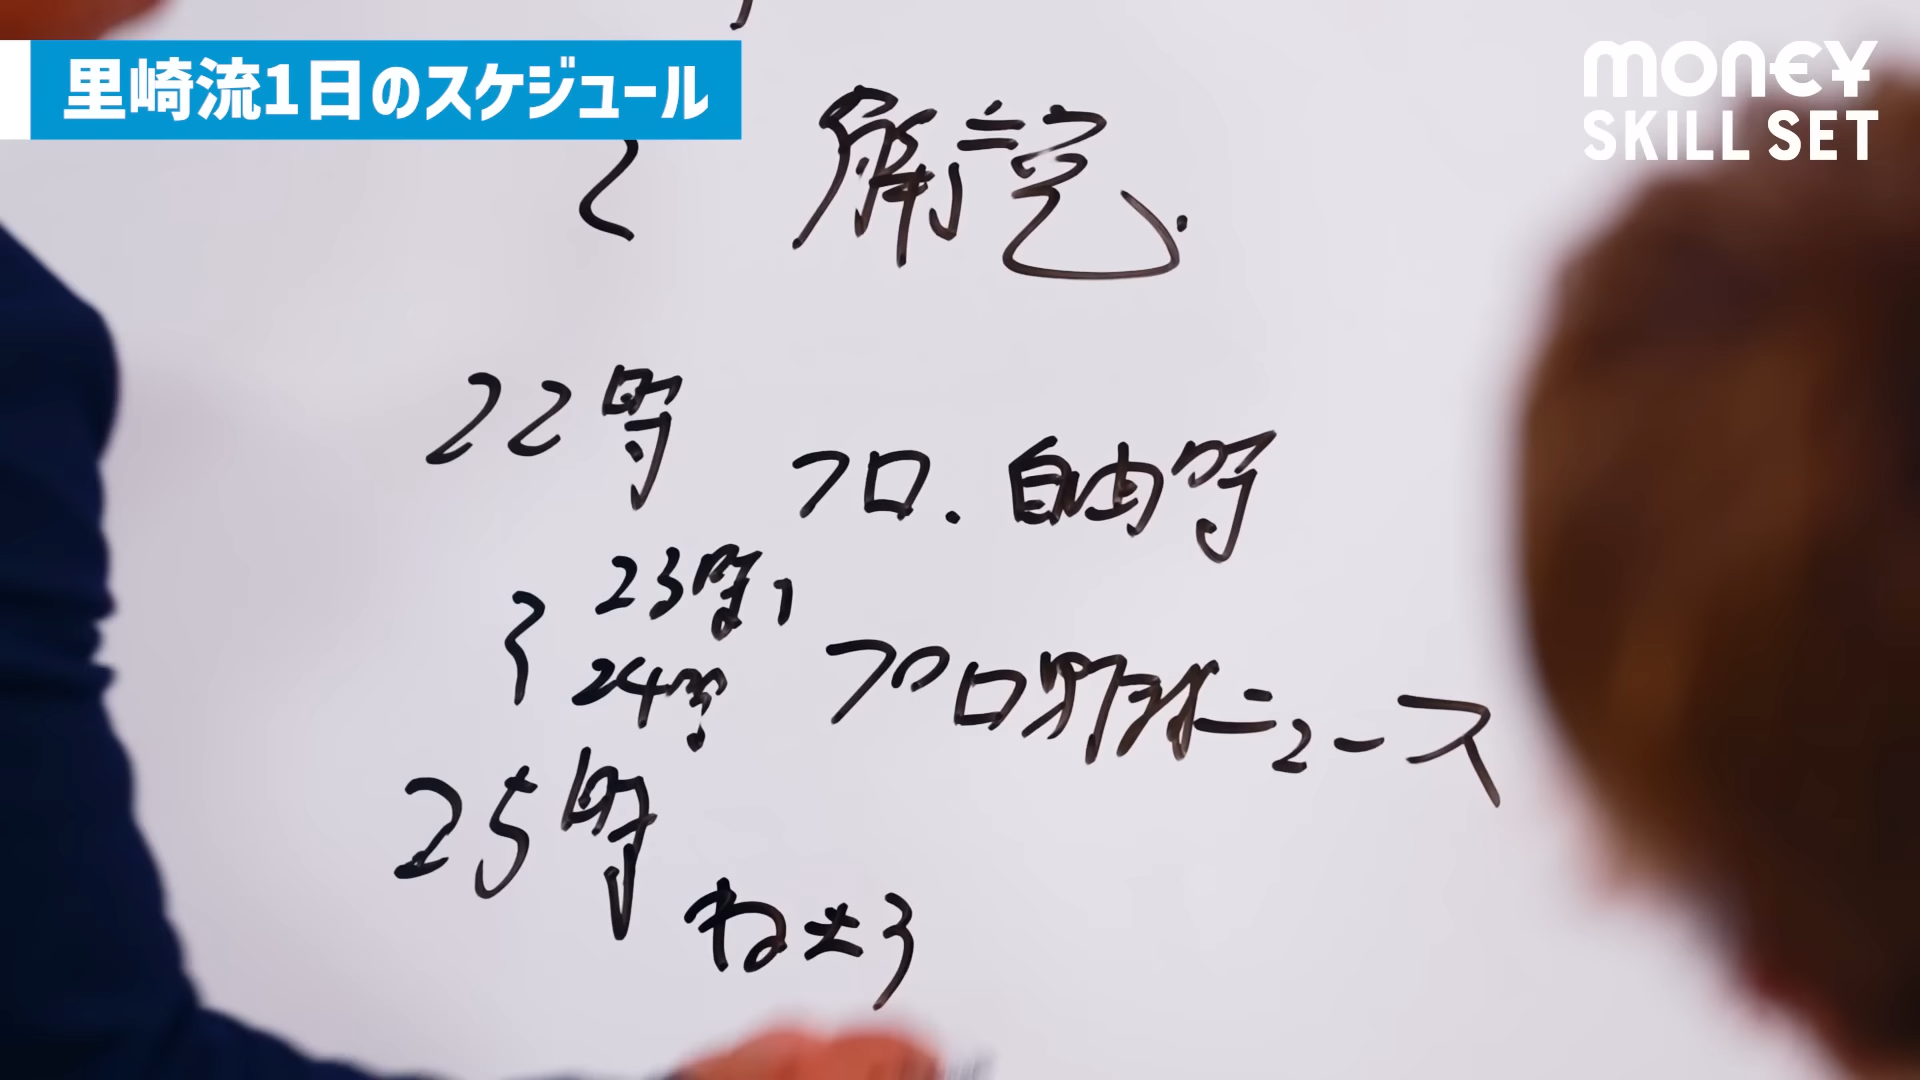 里崎流1日のスケジュール
MON€¥
SKILL SET
解説
22時
フロ.自由時
23時
24時
プロ野球ニュース
25時
ねる